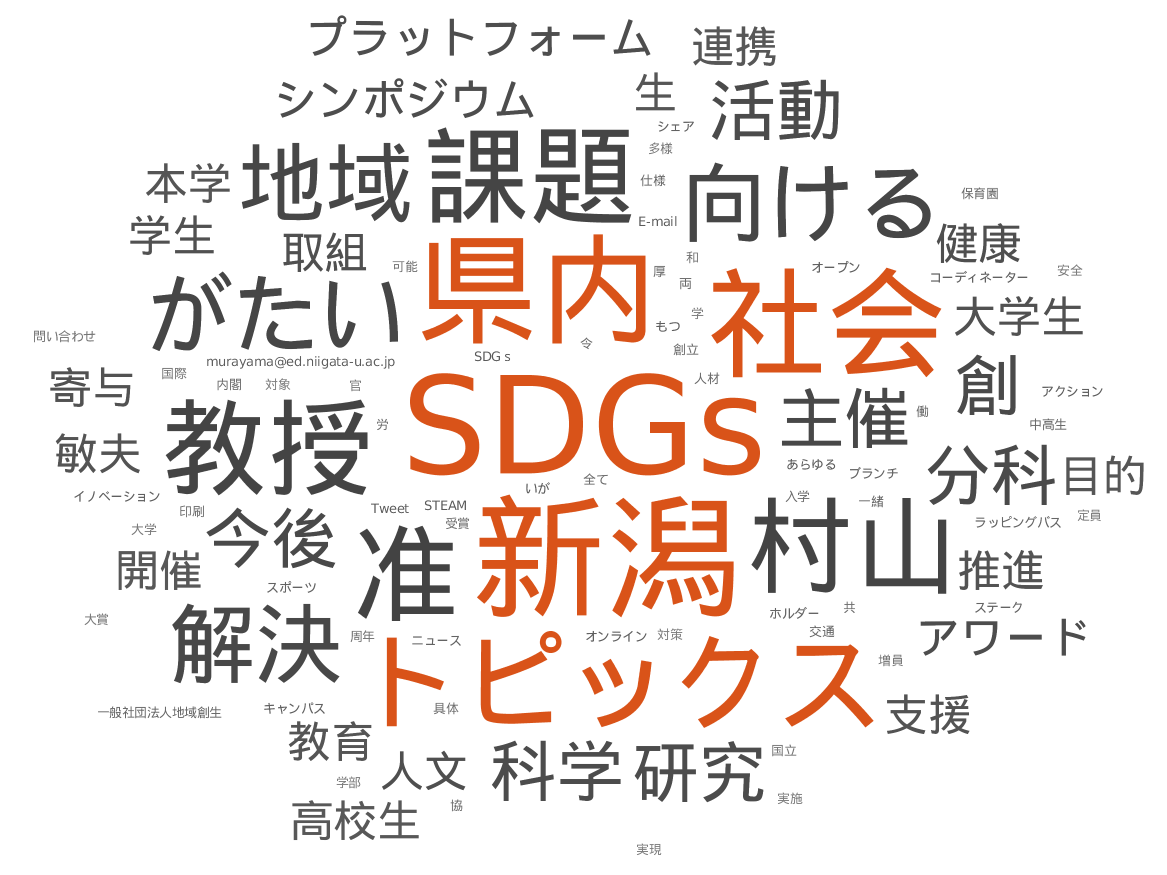 プラットフォーム
連携
シンポジウム
生
活動
シェア
地域
課題
多様
本学
仕様
向ける
保育園
学生
E-mail
取組
県内
健康
可能
和
オープン
社会
コーディネーター
安全
厚
両
がたい
大学生
学
もつ
問い合わせ
令
創立
SDG s
murayama@ed.niigata-u.ac.jp
国際
内閣
対象
官
SDGs
人材
創
アクション
寄与
主催
働
中高生
教授
労
敏夫
あらゆる
ブランチ
分科
目的
イノベーション
いが
全て
入学
一緒
印刷
Tweet
STEAM
受賞
ラッピングバス
定員
大学
今後
准
新潟
村山
開催
推進
スポーツ
ホルダー
共
ステーク
大賞
解決
周年
ニュース
オンライン
対策
交通
アワード
トピックス
増員
一般社団法人地域創生
キャンパス
具体
支援
教育
人文
科学
研究
国立
学部
高校生
協
実施
実現